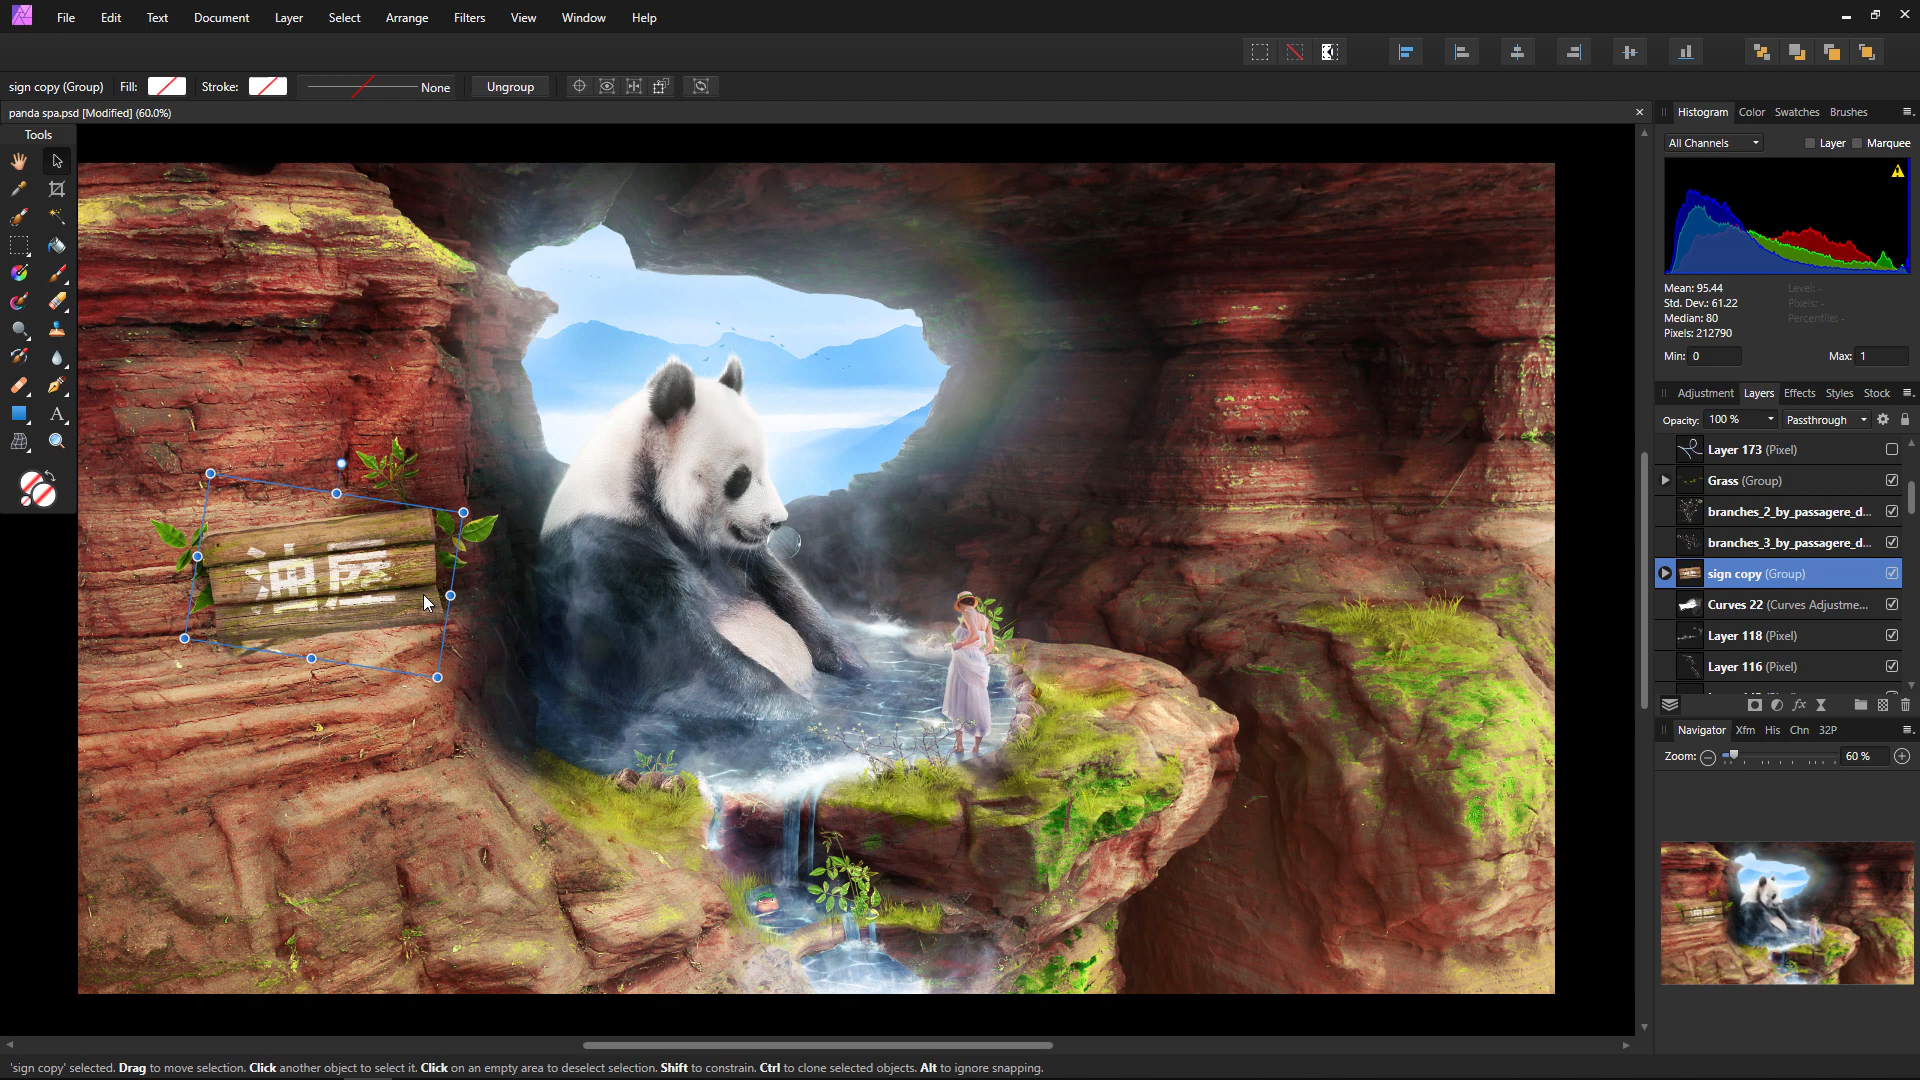 File Edit Text Document Layer Select Arrange Filters View Window Help
sign copy (Group) Fill: Stroke: None Ungroup
panda spa.psd [Modified] (60.0%)
Tools
油屋
Histogram Color Swatches Brushes
All Channels Layer Marquee
Mean: 95.44 Level: -
Std. Dev.: 61.22 Pixels: -
Median: 80 Percentile: -
Pixels: 212790
Min: 0 Max: 1
Adjustment Layers Effects Styles Stock
Opacity: 100 % Passthrough
Layer 173 (Pixel)
Grass (Group)
branches_2_by_passagere_d...
branches_3_by_passagere_d...
sign copy (Group)
Curves 22 (Curves Adjustme...
Layer 118 (Pixel)
Layer 116 (Pixel)
Navigator Xfm His Chn 32P
Zoom: 60 %
'sign copy' selected. Drag to move selection. Click another object to select it. Click on an empty area to deselect selection. Shift to constrain. Ctrl to clone selected objects. Alt to ignore snapping.